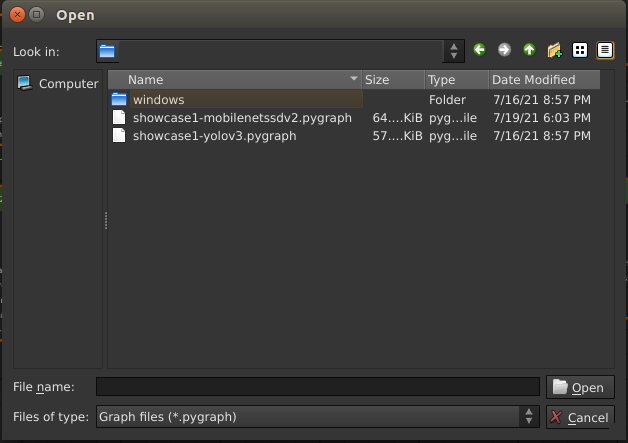 Open
Look in:
Computer
Name Size Type Date Modified
windows Folder 7/16/21 8:57 PM
showcase1-mobilenetssdv2.pygraph 64....KiB pyg...ile 7/19/21 6:03 PM
showcase1-yolov3.pygraph 57....KiB pyg...ile 7/16/21 8:57 PM
File name: Open
Files of type: Graph files (*.pygraph) Cancel